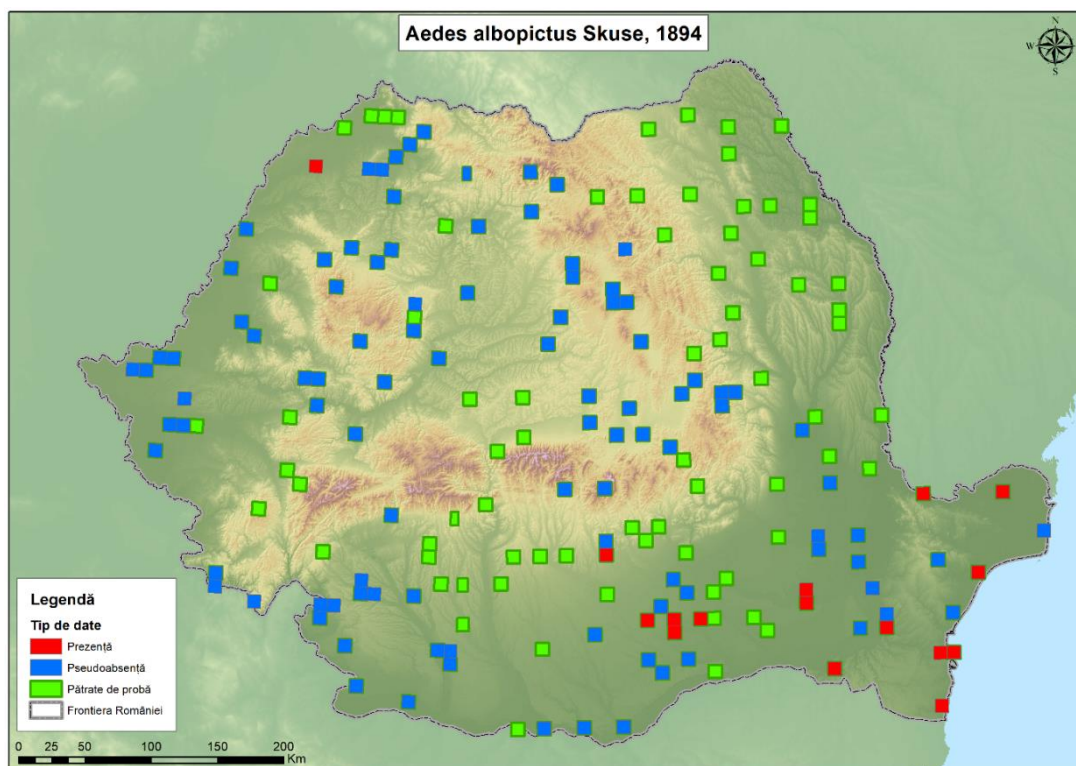 Aedes albopictus Skuse, 1894
N
W E
S
Legendă
Tip de date
Prezență
Pseudoabsență
Pătrate de probă
Frontiera României
0 25 50 100 150 200
Km